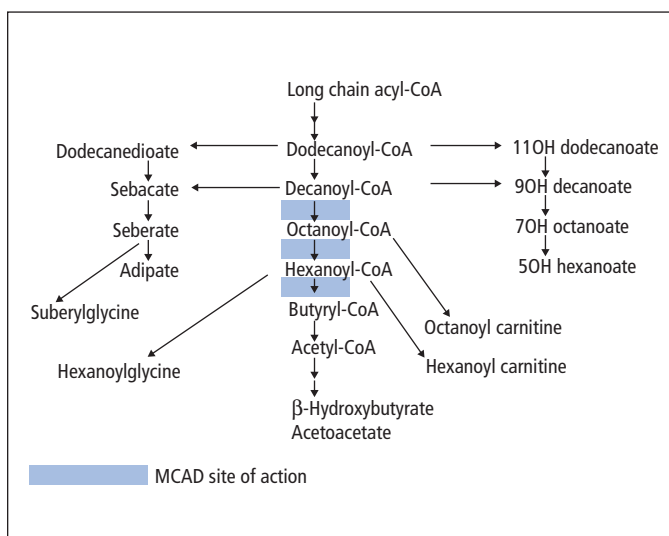 Long chain acyl-CoA
Dodecanedioate
Dodecanoyl-CoA
11OH dodecanoate
Sebacate
Decanoyl-CoA
9OH decanoate
Seberate
Octanoyl-CoA
7OH octanoate
Adipate
Hexanoyl-CoA
5OH hexanoate
Suberylglycine
Butyryl-CoA
Octanoyl carnitine
Hexanoylglycine
Acetyl-CoA
Hexanoyl carnitine
β-Hydroxybutyrate
Acetoacetate
MCAD site of action